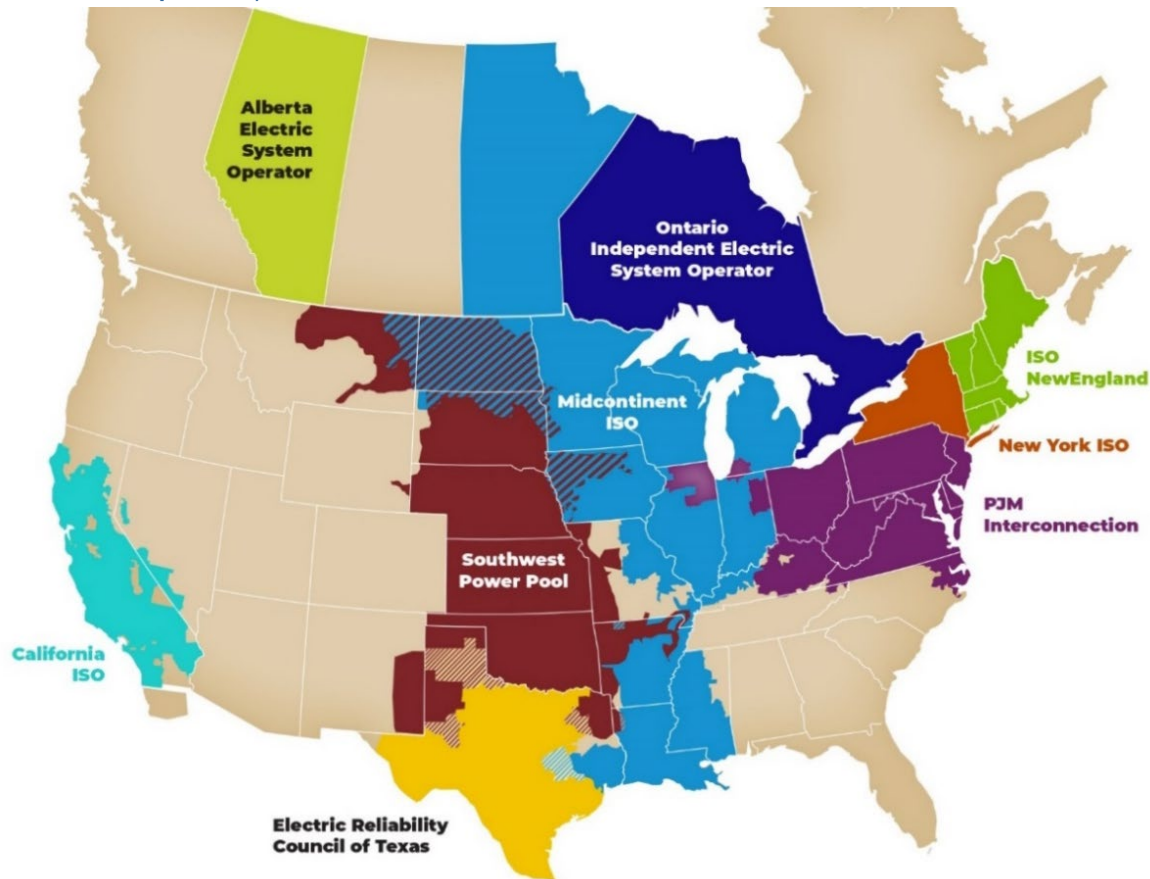 Alberta
Electric
System
Operator
Ontario
Independent Electric
System Operator
ISO
NewEngland
Midcontinent
ISO
New York ISO
PJM
Interconnection
Southwest
Power Pool
California
ISO
Electric Reliability
Council of Texas